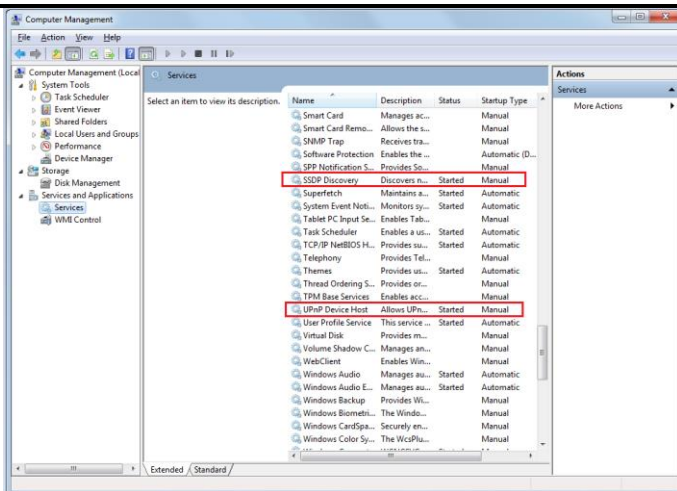 Computer Management
File Action View Help
Computer Management (Local
System Tools
Task Scheduler
Event Viewer
Shared Folders
Local Users and Groups
Performance
Device Manager
Storage
Disk Management
Services and Applications
Services
WMI Control
Services
Select an item to view its description.
Name Description Status Startup Type
Smart Card Manages ac... Manual
Smart Card Remo... Allows the s... Manual
SNMP Trap Receives tra... Manual
Software Protection Enables the ... Automatic (D...
SPP Notification S... Provides So... Manual
SSDP Discovery Discovers n... Started Manual
Superfetch Maintains a... Started Automatic
System Event Noti... Monitors sy... Started Automatic
Tablet PC Input Se... Enables Tab... Manual
Task Scheduler Enables a us... Started Automatic
TCP/IP NetBIOS H... Provides su... Started Automatic
Telephony Provides Tel... Manual
Themes Provides us... Started Automatic
Thread Ordering S... Provides or... Manual
TPM Base Services Enables acc... Manual
UPnP Device Host Allows UPn... Started Manual
User Profile Service This service ... Started Automatic
Virtual Disk Provides m... Manual
Volume Shadow C... Manages an... Manual
WebClient Enables Win... Manual
Windows Audio Manages au... Started Automatic
Windows Audio E... Manages au... Started Automatic
Windows Backup Provides Wi... Manual
Windows Biometri... The Windo... Manual
Windows CardSpa... Securely en... Manual
Windows Color Sy... The WcsPlu... Manual
Extended Standard
Actions
Services
More Actions